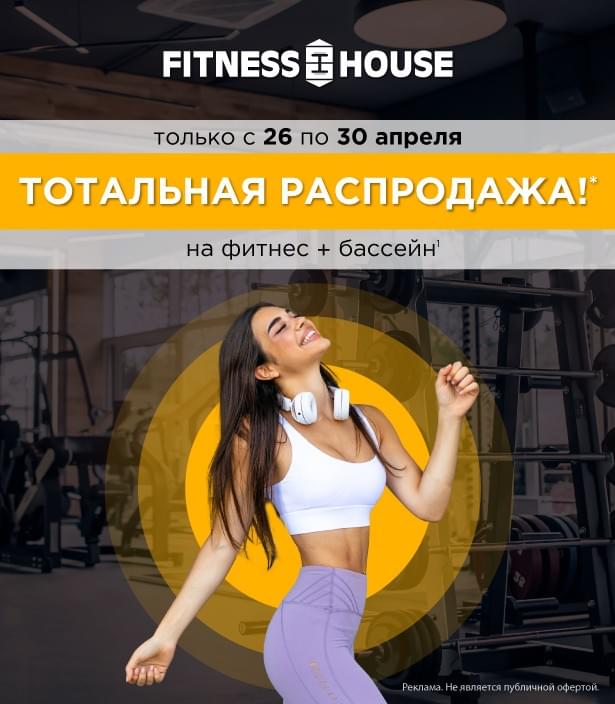 FITNESS HOUSE
только с 26 по 30 апреля
ТОТАЛЬНАЯ РАСПРОДАЖА!*
на фитнес + бассейн¹
Реклама. Не является публичной офертой.